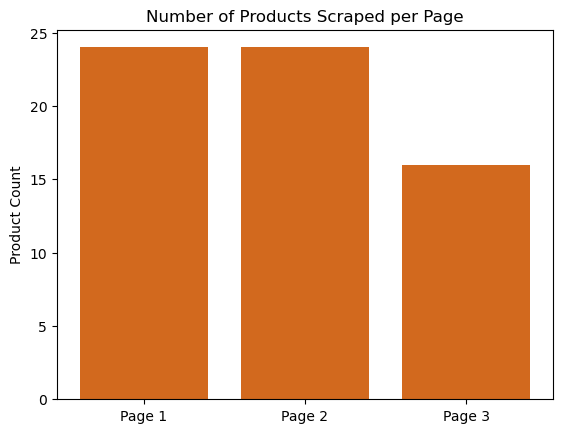 Number of Products Scraped per Page
Product Count
25
20
15
10
5
0
Page 1
Page 2
Page 3